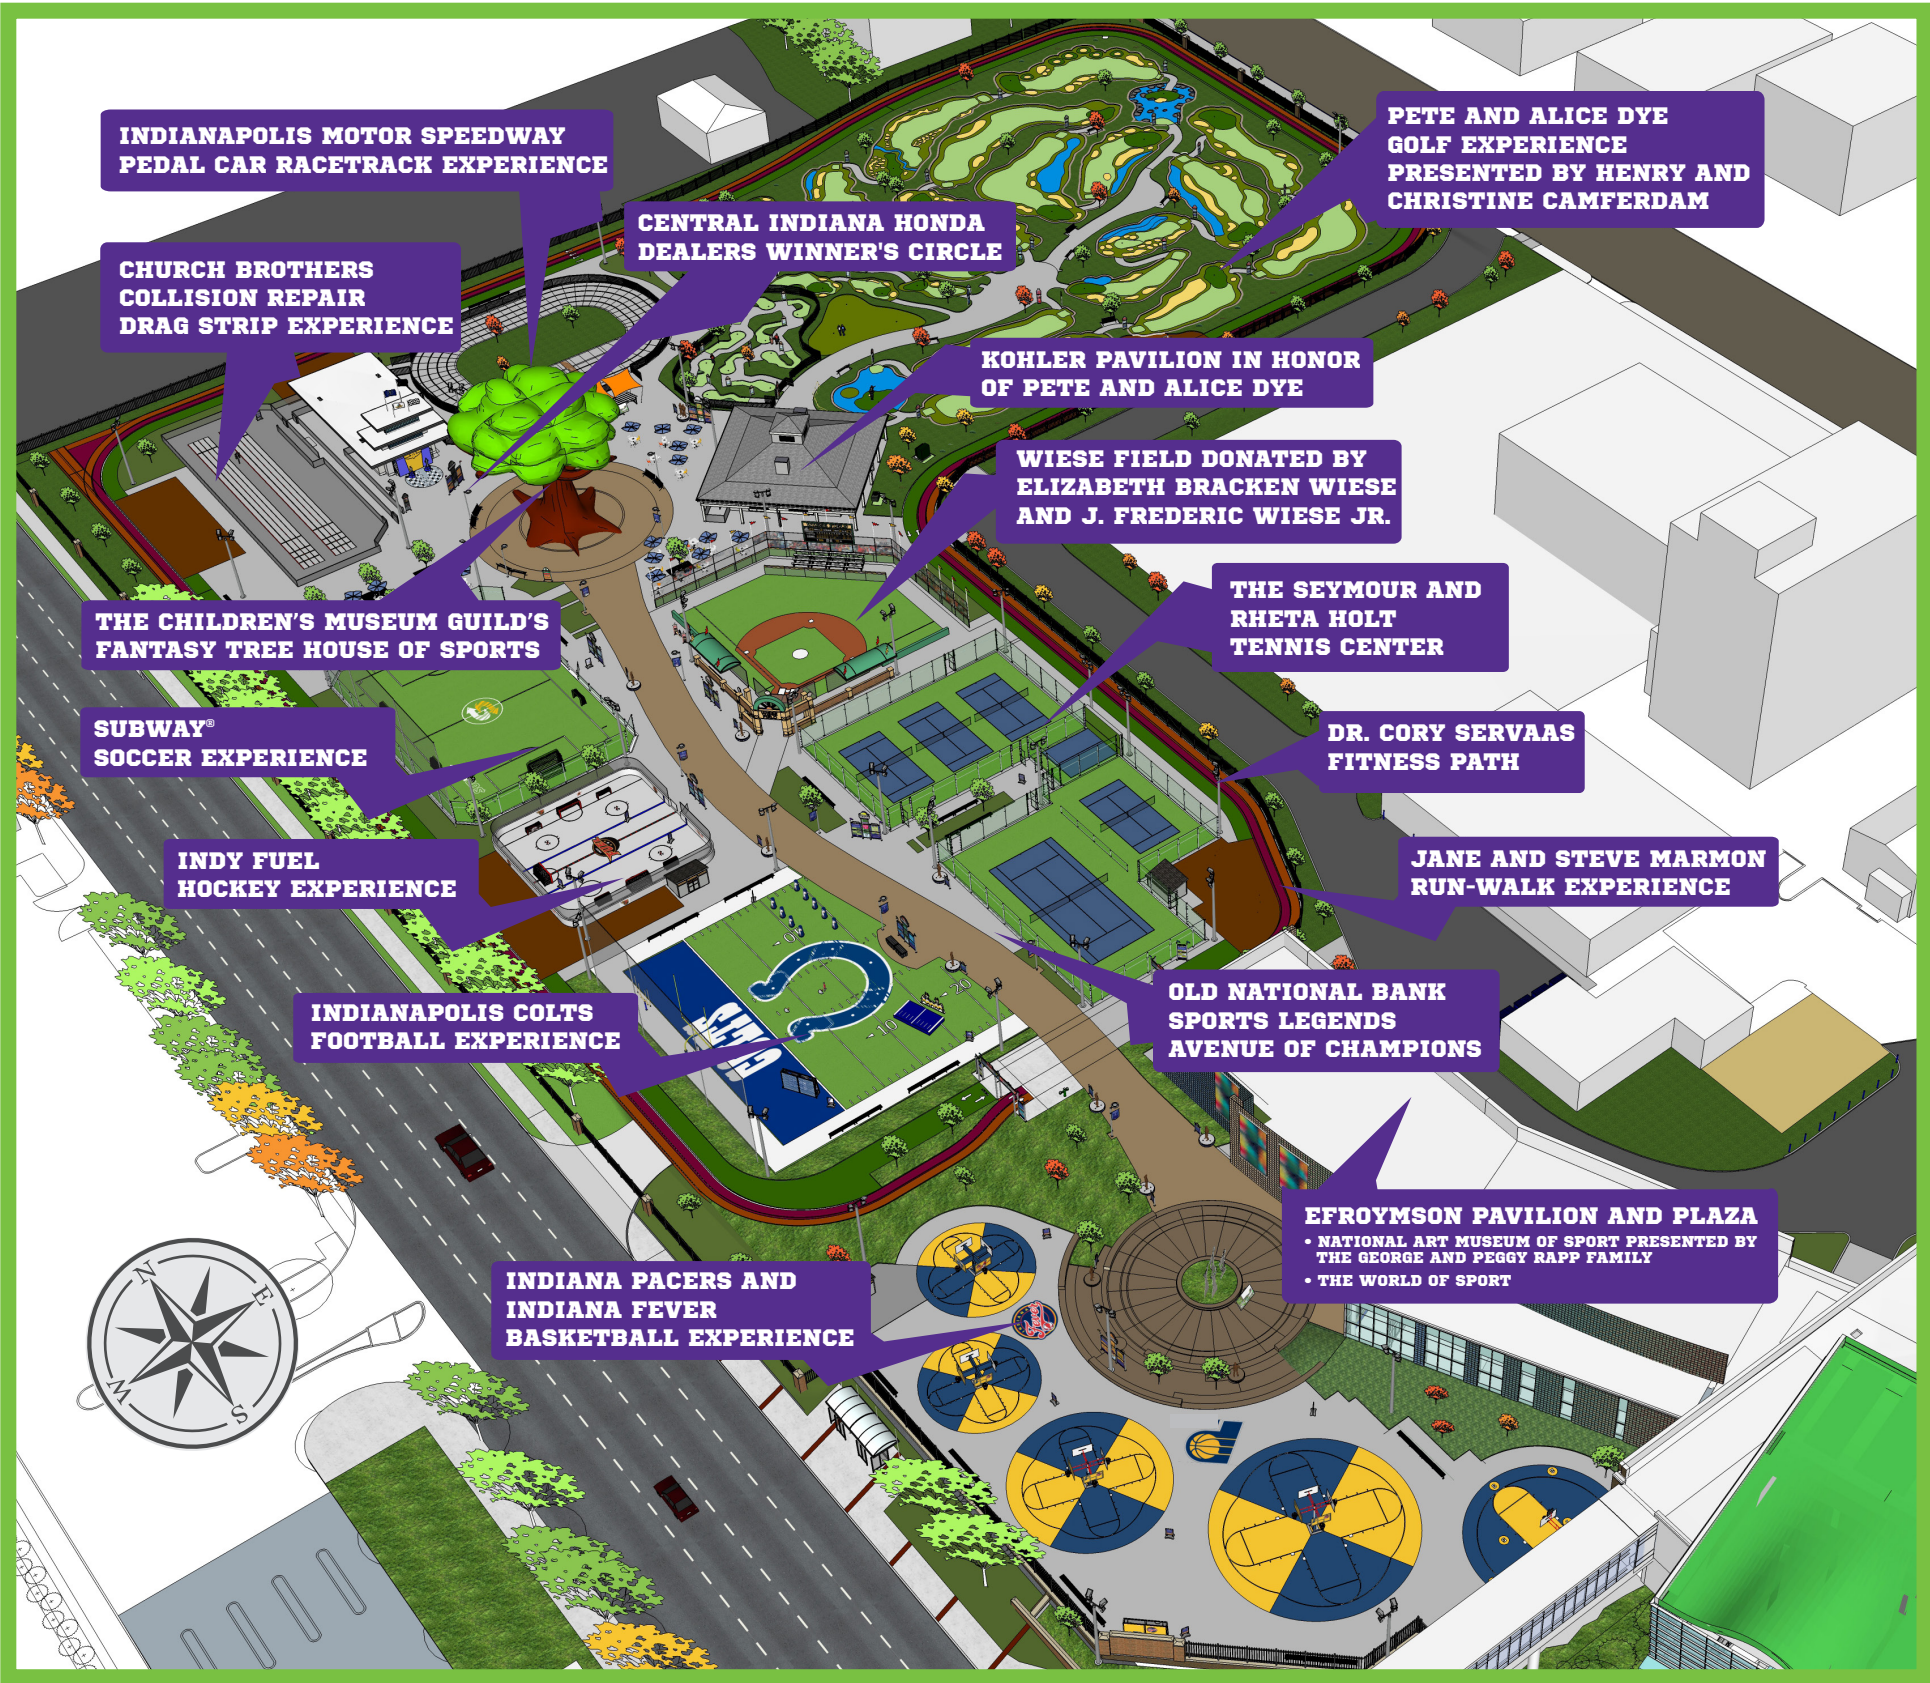 INDIANAPOLIS MOTOR SPEEDWAY
PEDAL CAR RACETRACK EXPERIENCE
PETE AND ALICE DYE
GOLF EXPERIENCE
PRESENTED BY HENRY AND
CHRISTINE CAMFERDAM
CENTRAL INDIANA HONDA
DEALERS WINNER'S CIRCLE
CHURCH BROTHERS
COLLISION REPAIR
DRAG STRIP EXPERIENCE
KOHLER PAVILION IN HONOR
OF PETE AND ALICE DYE
WIESE FIELD DONATED BY
ELIZABETH BRACKEN WIESE
AND J. FREDERIC WIESE JR.
THE SEYMOUR AND
RHETA HOLT
TENNIS CENTER
THE CHILDREN'S MUSEUM GUILD'S
FANTASY TREE HOUSE OF SPORTS
SUBWAY®
SOCCER EXPERIENCE
DR. CORY SERVAAS
FITNESS PATH
INDY FUEL
HOCKEY EXPERIENCE
JANE AND STEVE MARMON
RUN-WALK EXPERIENCE
INDIANAPOLIS COLTS
FOOTBALL EXPERIENCE
20
10
OLD NATIONAL BANK
SPORTS LEGENDS
AVENUE OF CHAMPIONS
EFROYMSON PAVILION AND PLAZA
• NATIONAL ART MUSEUM OF SPORT PRESENTED BY
THE GEORGE AND PEGGY RAPP FAMILY
• THE WORLD OF SPORT
INDIANA PACERS AND
INDIANA FEVER
BASKETBALL EXPERIENCE
N
E
W
S